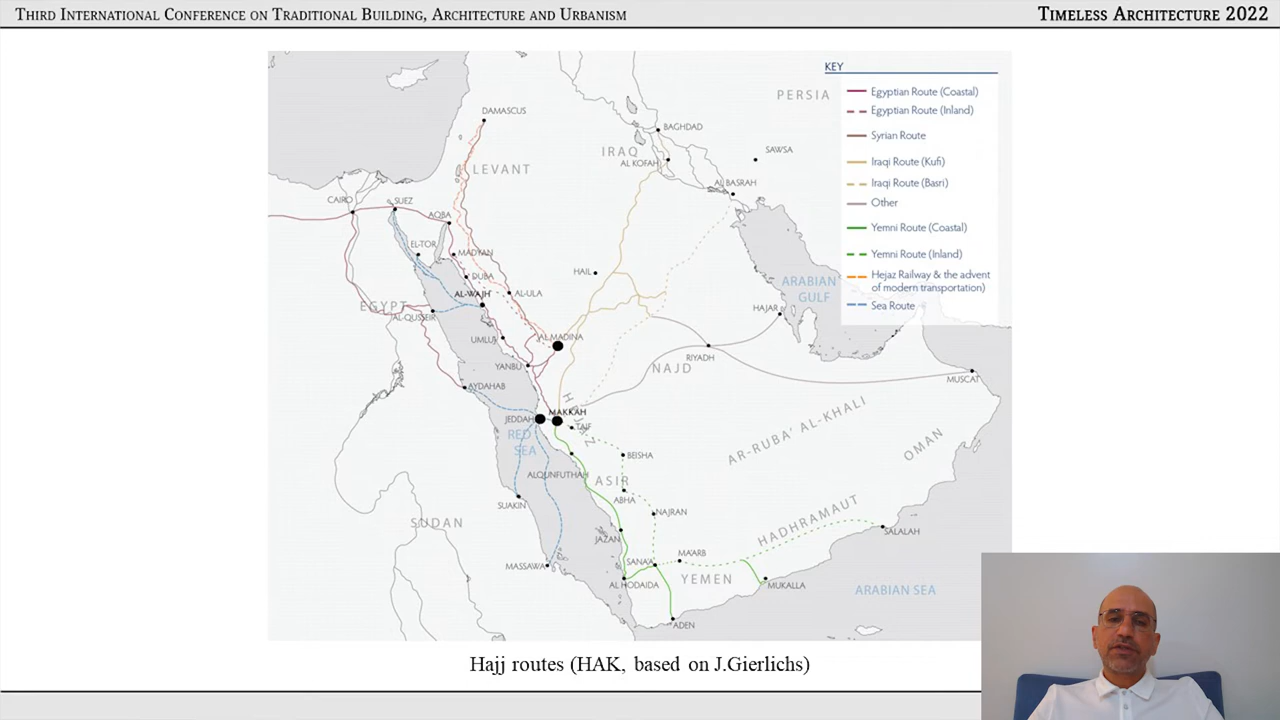 THIRD INTERNATIONAL CONFERENCE ON TRADITIONAL BUILDING, ARCHITECTURE AND URBANISM
TIMELESS ARCHITECTURE 2022
KEY
Egyptian Route (Coastal)
Egyptian Route (Inland)
Syrian Route
Iraqi Route (Kufi)
Iraqi Route (Basri)
Other
Yemni Route (Coastal)
Yemni Route (Inland)
Hejaz Railway & the advent
of modern transportation)
Sea Route
PERSIA
DAMASCUS
BAGHDAD
IRAQ
SAWSA
AL KOFAH
LEVANT
AL BASRAH
CAIRO
SUEZ
AQBA
EL-TOR
MADYAN
HAIL
DUBA
ARABIAN
GULF
AL-WAJH
AL-ULA
EGYPT
AL-QUSSEIR
HAJAR
UMLUJ
AL MADINA
RIYADH
YANBU
NAJD
MUSCAT
AYDAHAB
HIJAZ
MAKKAH
JEDDAH
TAIF
RED
SEA
AR-RUBA' AL-KHALI
OMAN
BEISHA
ALQUNFUTHAH
ASIR
ABHA
SUAKIN
NAJRAN
HADHRAMAUT
SUDAN
JAZAN
SALALAH
MA'ARB
SANA'A
MASSAWA
AL HODAIDA
YEMEN
MUKALLA
ARABIAN SEA
ADEN
Hajj routes (HAK, based on J.Gierlichs)